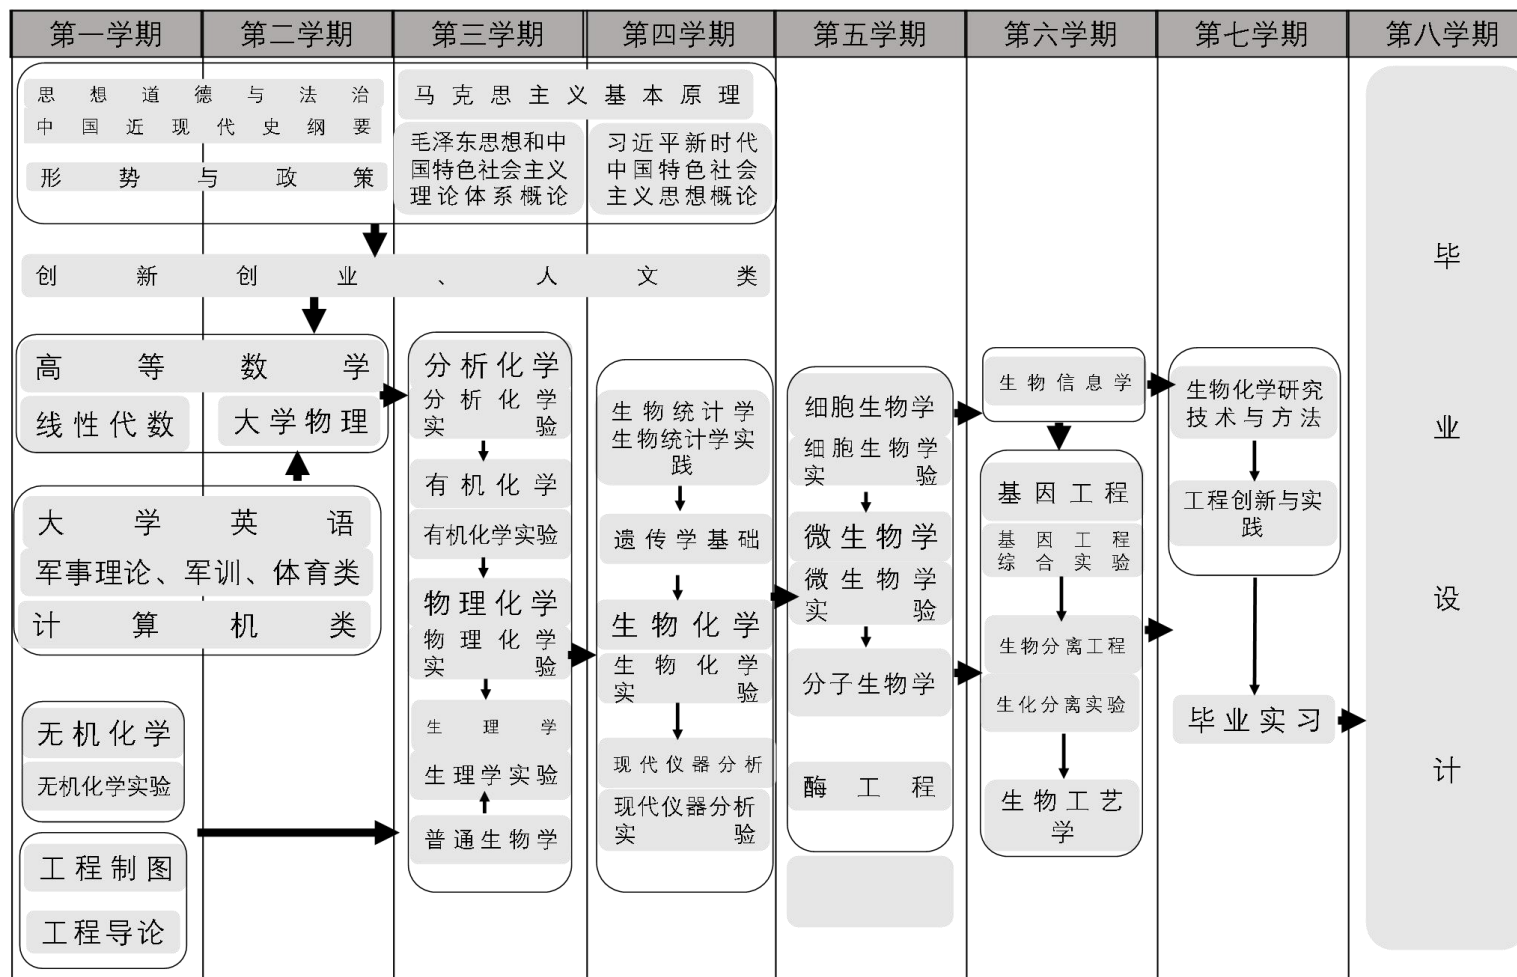 第一学期
第二学期
第三学期
第四学期
第五学期
第六学期
第七学期
第八学期
思想道德与法治
中国近现代史纲要
形势与政策
马克思主义基本原理
毛泽东思想和中
国特色社会主义
理论体系概论
习近平新时代
中国特色社会
主义思想概论
创新创业、人文类
高等数学
线性代数
大学物理
大学英语
军事理论、军训、体育类
计算机类
无机化学
无机化学实验
工程制图
工程导论
分析化学
分析化学
实验
有机化学
有机化学实验
物理化学
物理化学
实验
生理学
生理学实验
普通生物学
生物统计学
生物统计学实
践
遗传学基础
生物化学
生物化学
实验
现代仪器分析
现代仪器分析
实验
细胞生物学
细胞生物学
实验
微生物学
微生物学
实验
分子生物学
酶工程
生物信息学
基因工程
基因工程
综合实验
生物分离工程
生化分离实验
生物工艺
学
生物化学研究
技术与方法
工程创新与实
践
毕业实习
毕
业
设
计